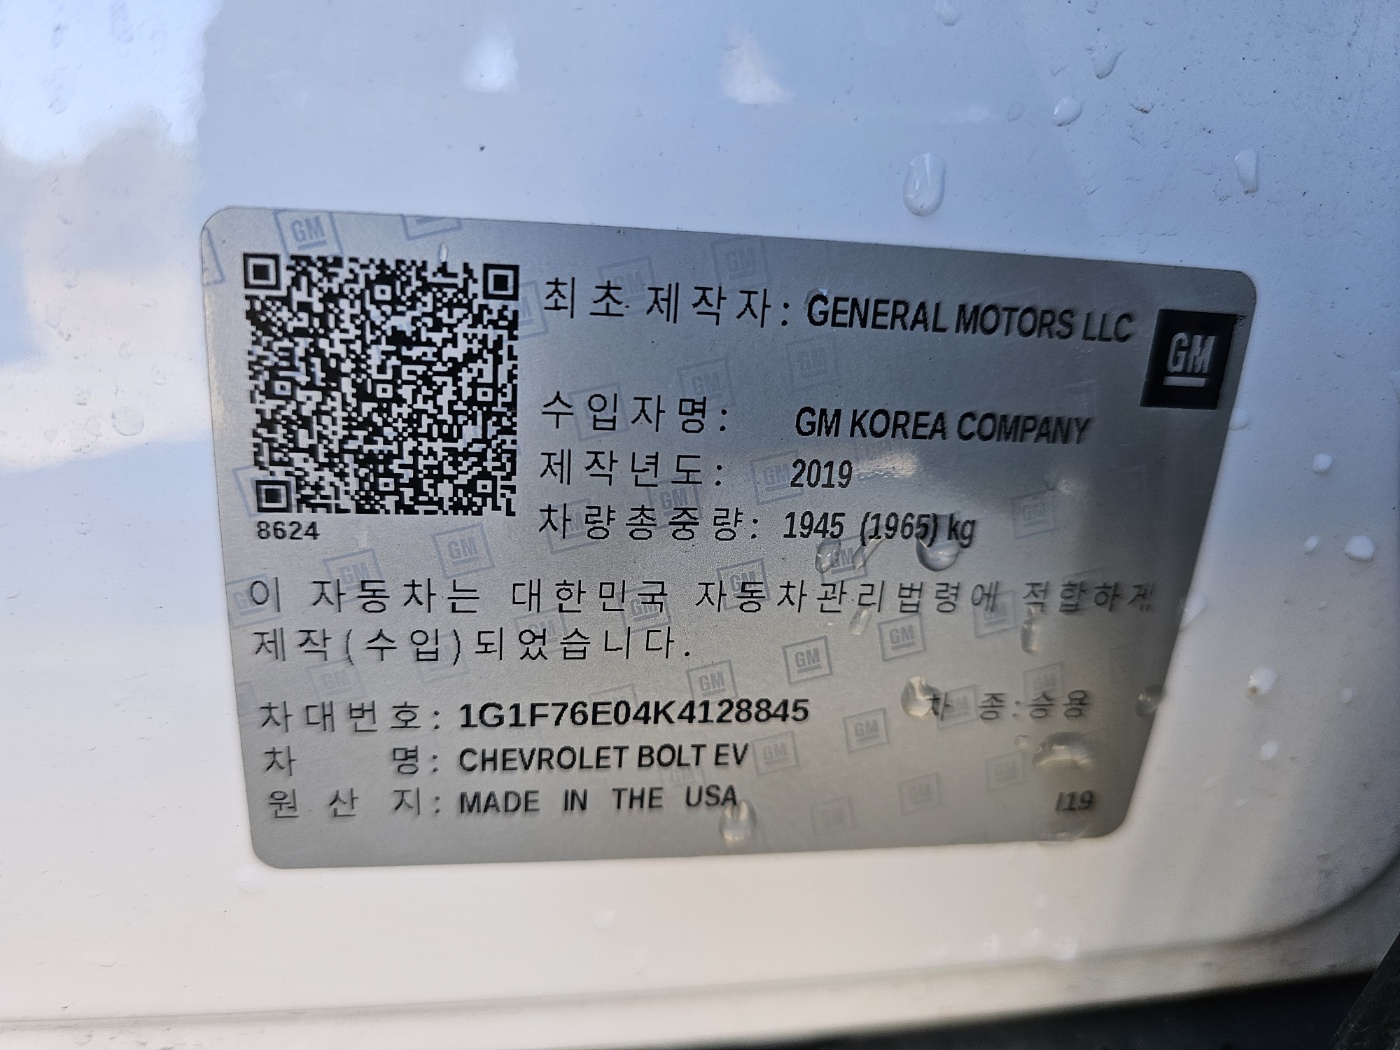 최초제작자: GENERAL MOTORS LLC
GM
수입자명: GM KOREA COMPANY
제작년도: 2019
차량총중량: 1945 (1965) kg
8624
이 자동차는 대한민국 자동차관리법령에 적합하게
제작(수입)되었습니다.
차대번호: 1G1F76E04K4128845 차 종:승용
차 명: CHEVROLET BOLT EV
원 산 지: MADE IN THE USA